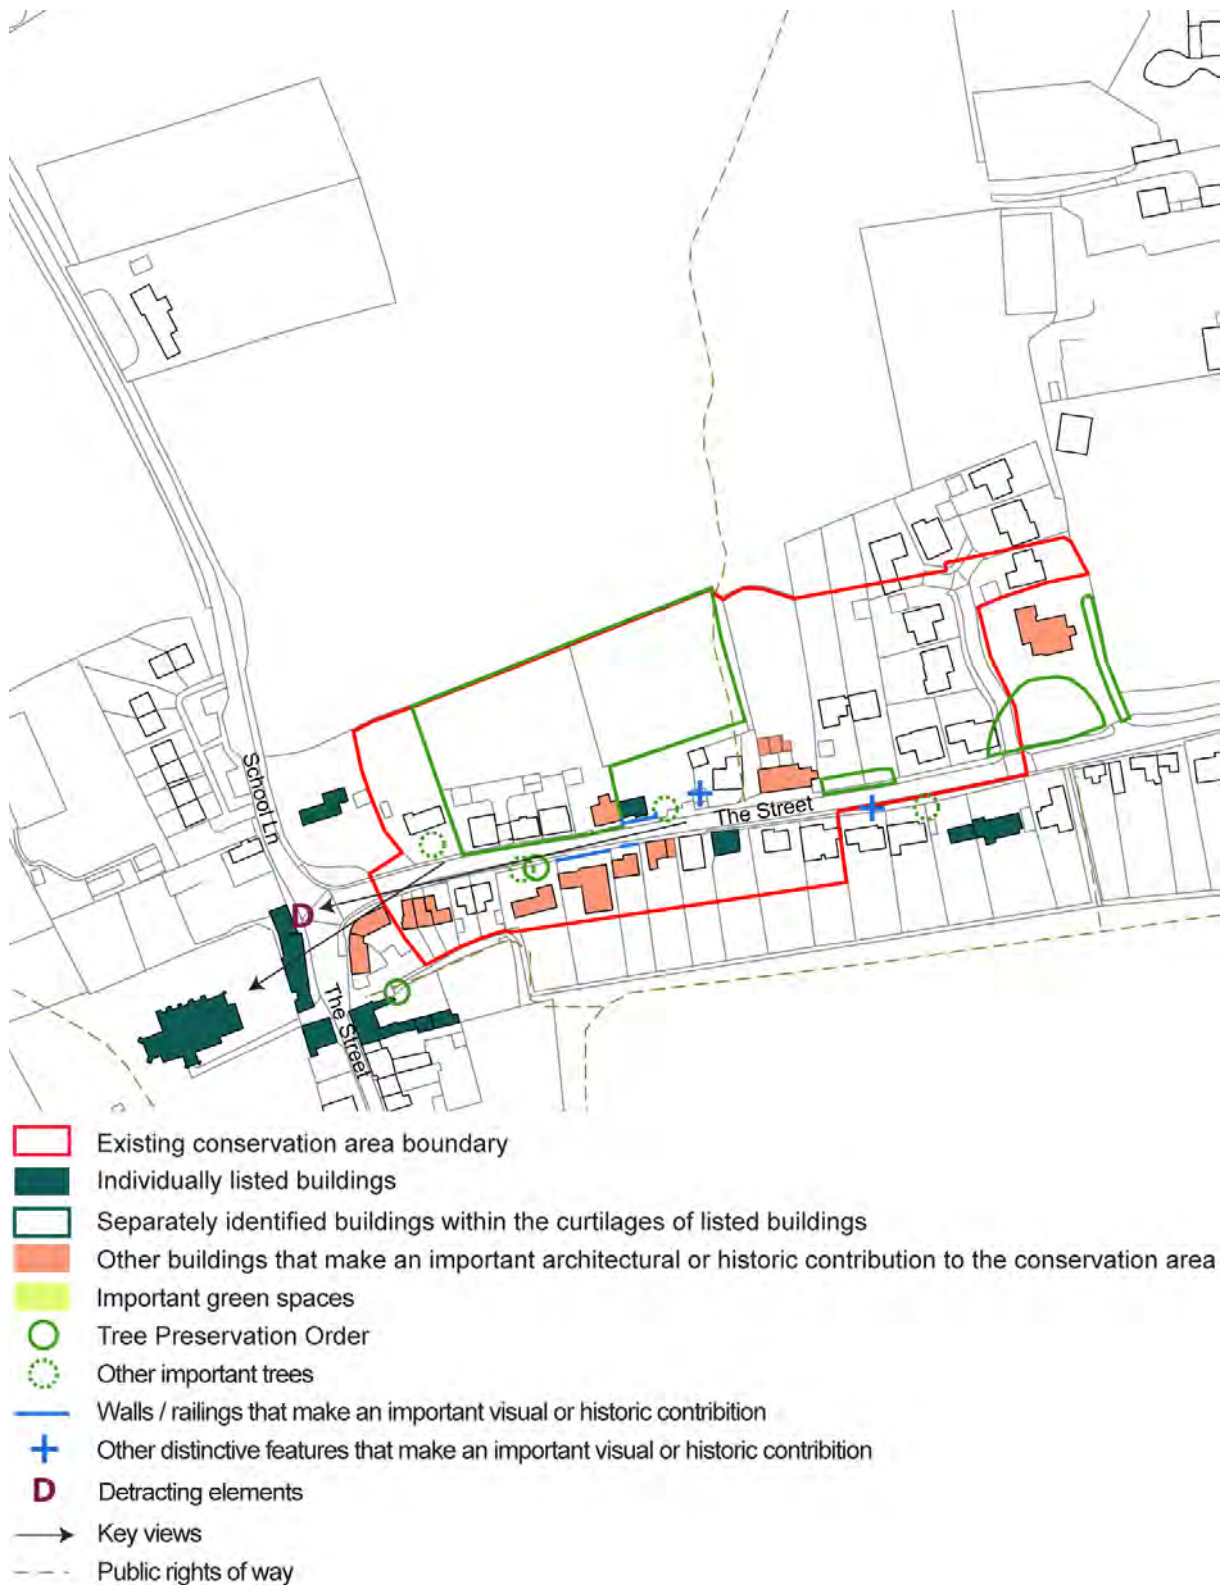 School Ln
The Street
D
The Street
Existing conservation area boundary
Individually listed buildings
Separately identified buildings within the curtilages of listed buildings
Other buildings that make an important architectural or historic contribution to the conservation area
Important green spaces
Tree Preservation Order
Other important trees
Walls / railings that make an important visual or historic contribition
Other distinctive features that make an important visual or historic contribition
D Detracting elements
Key views
Public rights of way